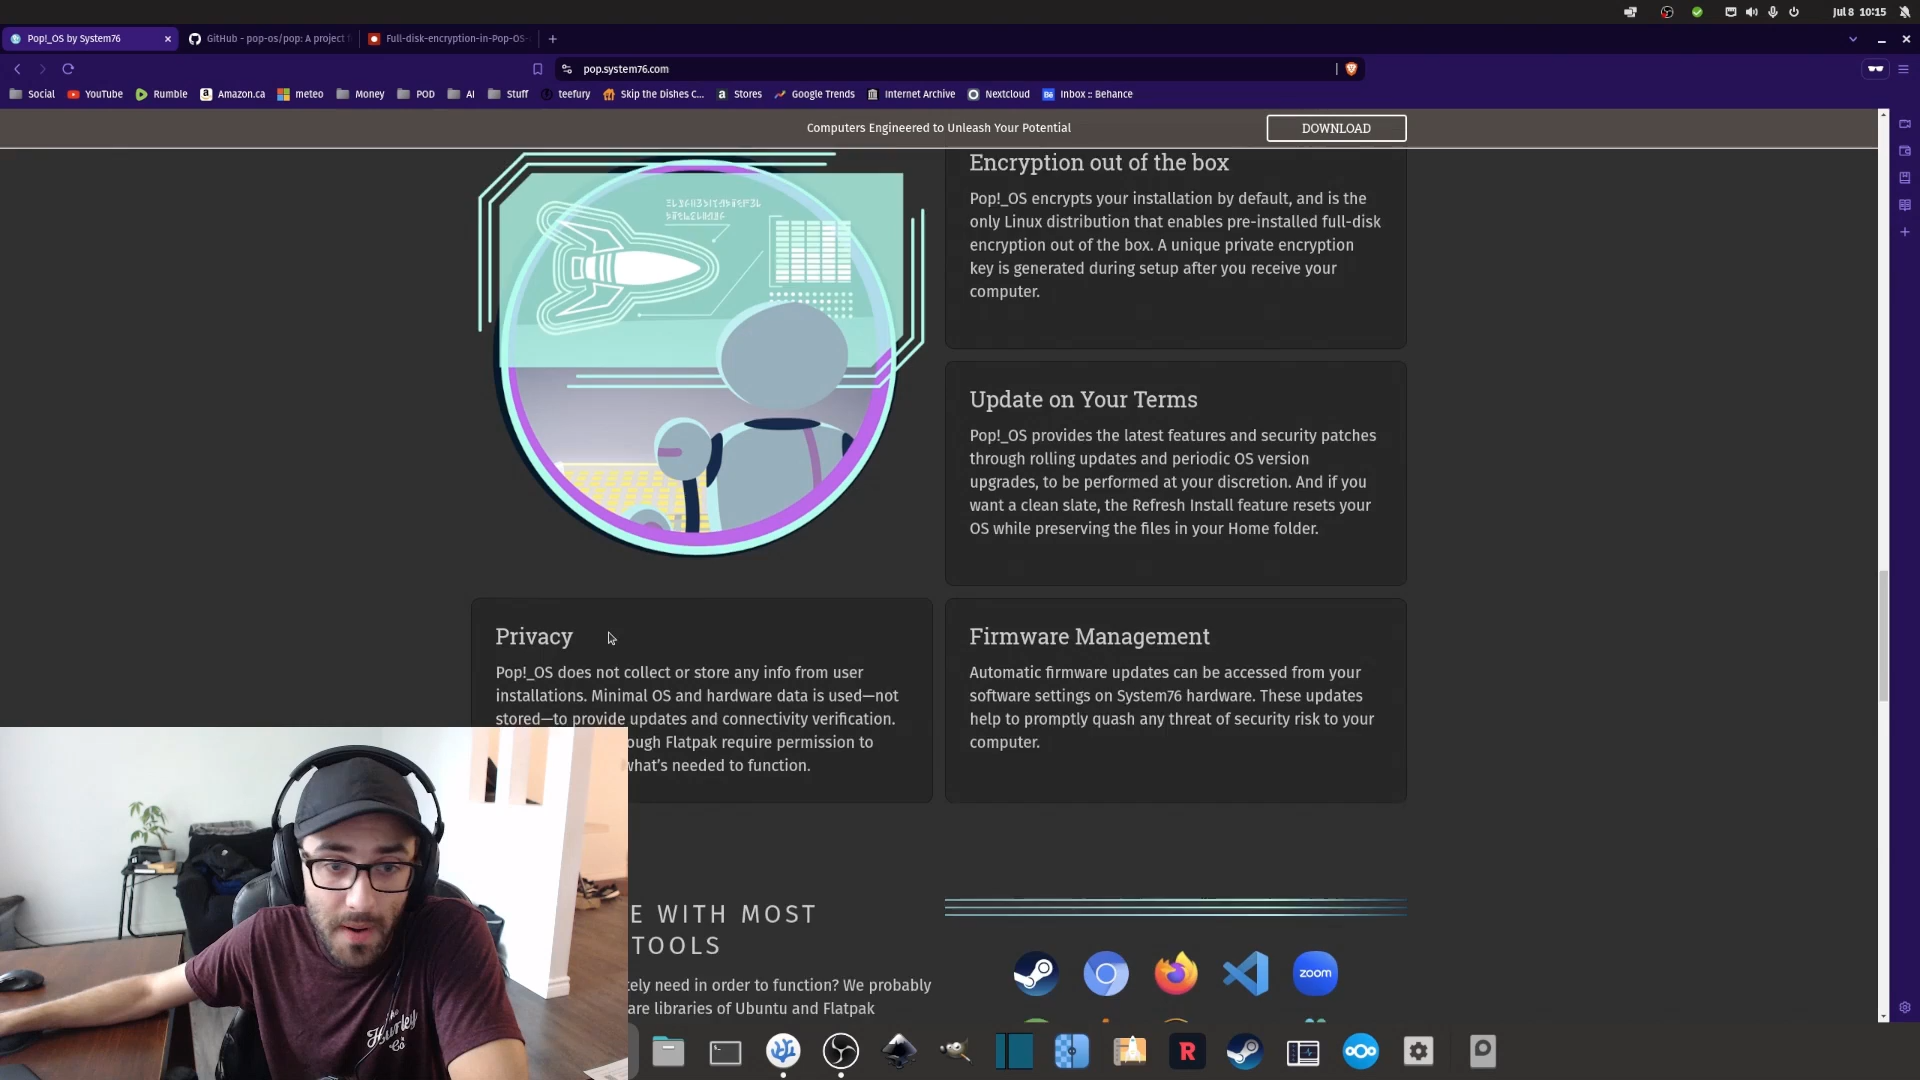 Jul 8 10:15
Pop!_OS by System76
GitHub - pop-os/pop: A project
Full-disk-encryption-in-Pop-OS-
pop.system76.com
Social
YouTube
Rumble
Amazon.ca
meteo
Money
POD
AI
Stuff
teefury
Skip the Dishes C...
Stores
Google Trends
Internet Archive
Nextcloud
Inbox :: Behance
Computers Engineered to Unleash Your Potential
DOWNLOAD
Encryption out of the box
Pop!_OS encrypts your installation by default, and is the
only Linux distribution that enables pre-installed full-disk
encryption out of the box. A unique private encryption
key is generated during setup after you receive your
computer.
Update on Your Terms
Pop!_OS provides the latest features and security patches
through rolling updates and periodic OS version
upgrades, to be performed at your discretion. And if you
want a clean slate, the Refresh Install feature resets your
OS while preserving the files in your Home folder.
Privacy
Pop!_OS does not collect or store any info from user
installations. Minimal OS and hardware data is used—not
stored—to provide updates and connectivity verification.
ough Flatpak require permission to
what's needed to function.
Firmware Management
Automatic firmware updates can be accessed from your
software settings on System76 hardware. These updates
help to promptly quash any threat of security risk to your
computer.
E WITH MOST
TOOLS
kely need in order to function? We probably
are libraries of Ubuntu and Flatpak
zoom
The
Hurley
& Co
R